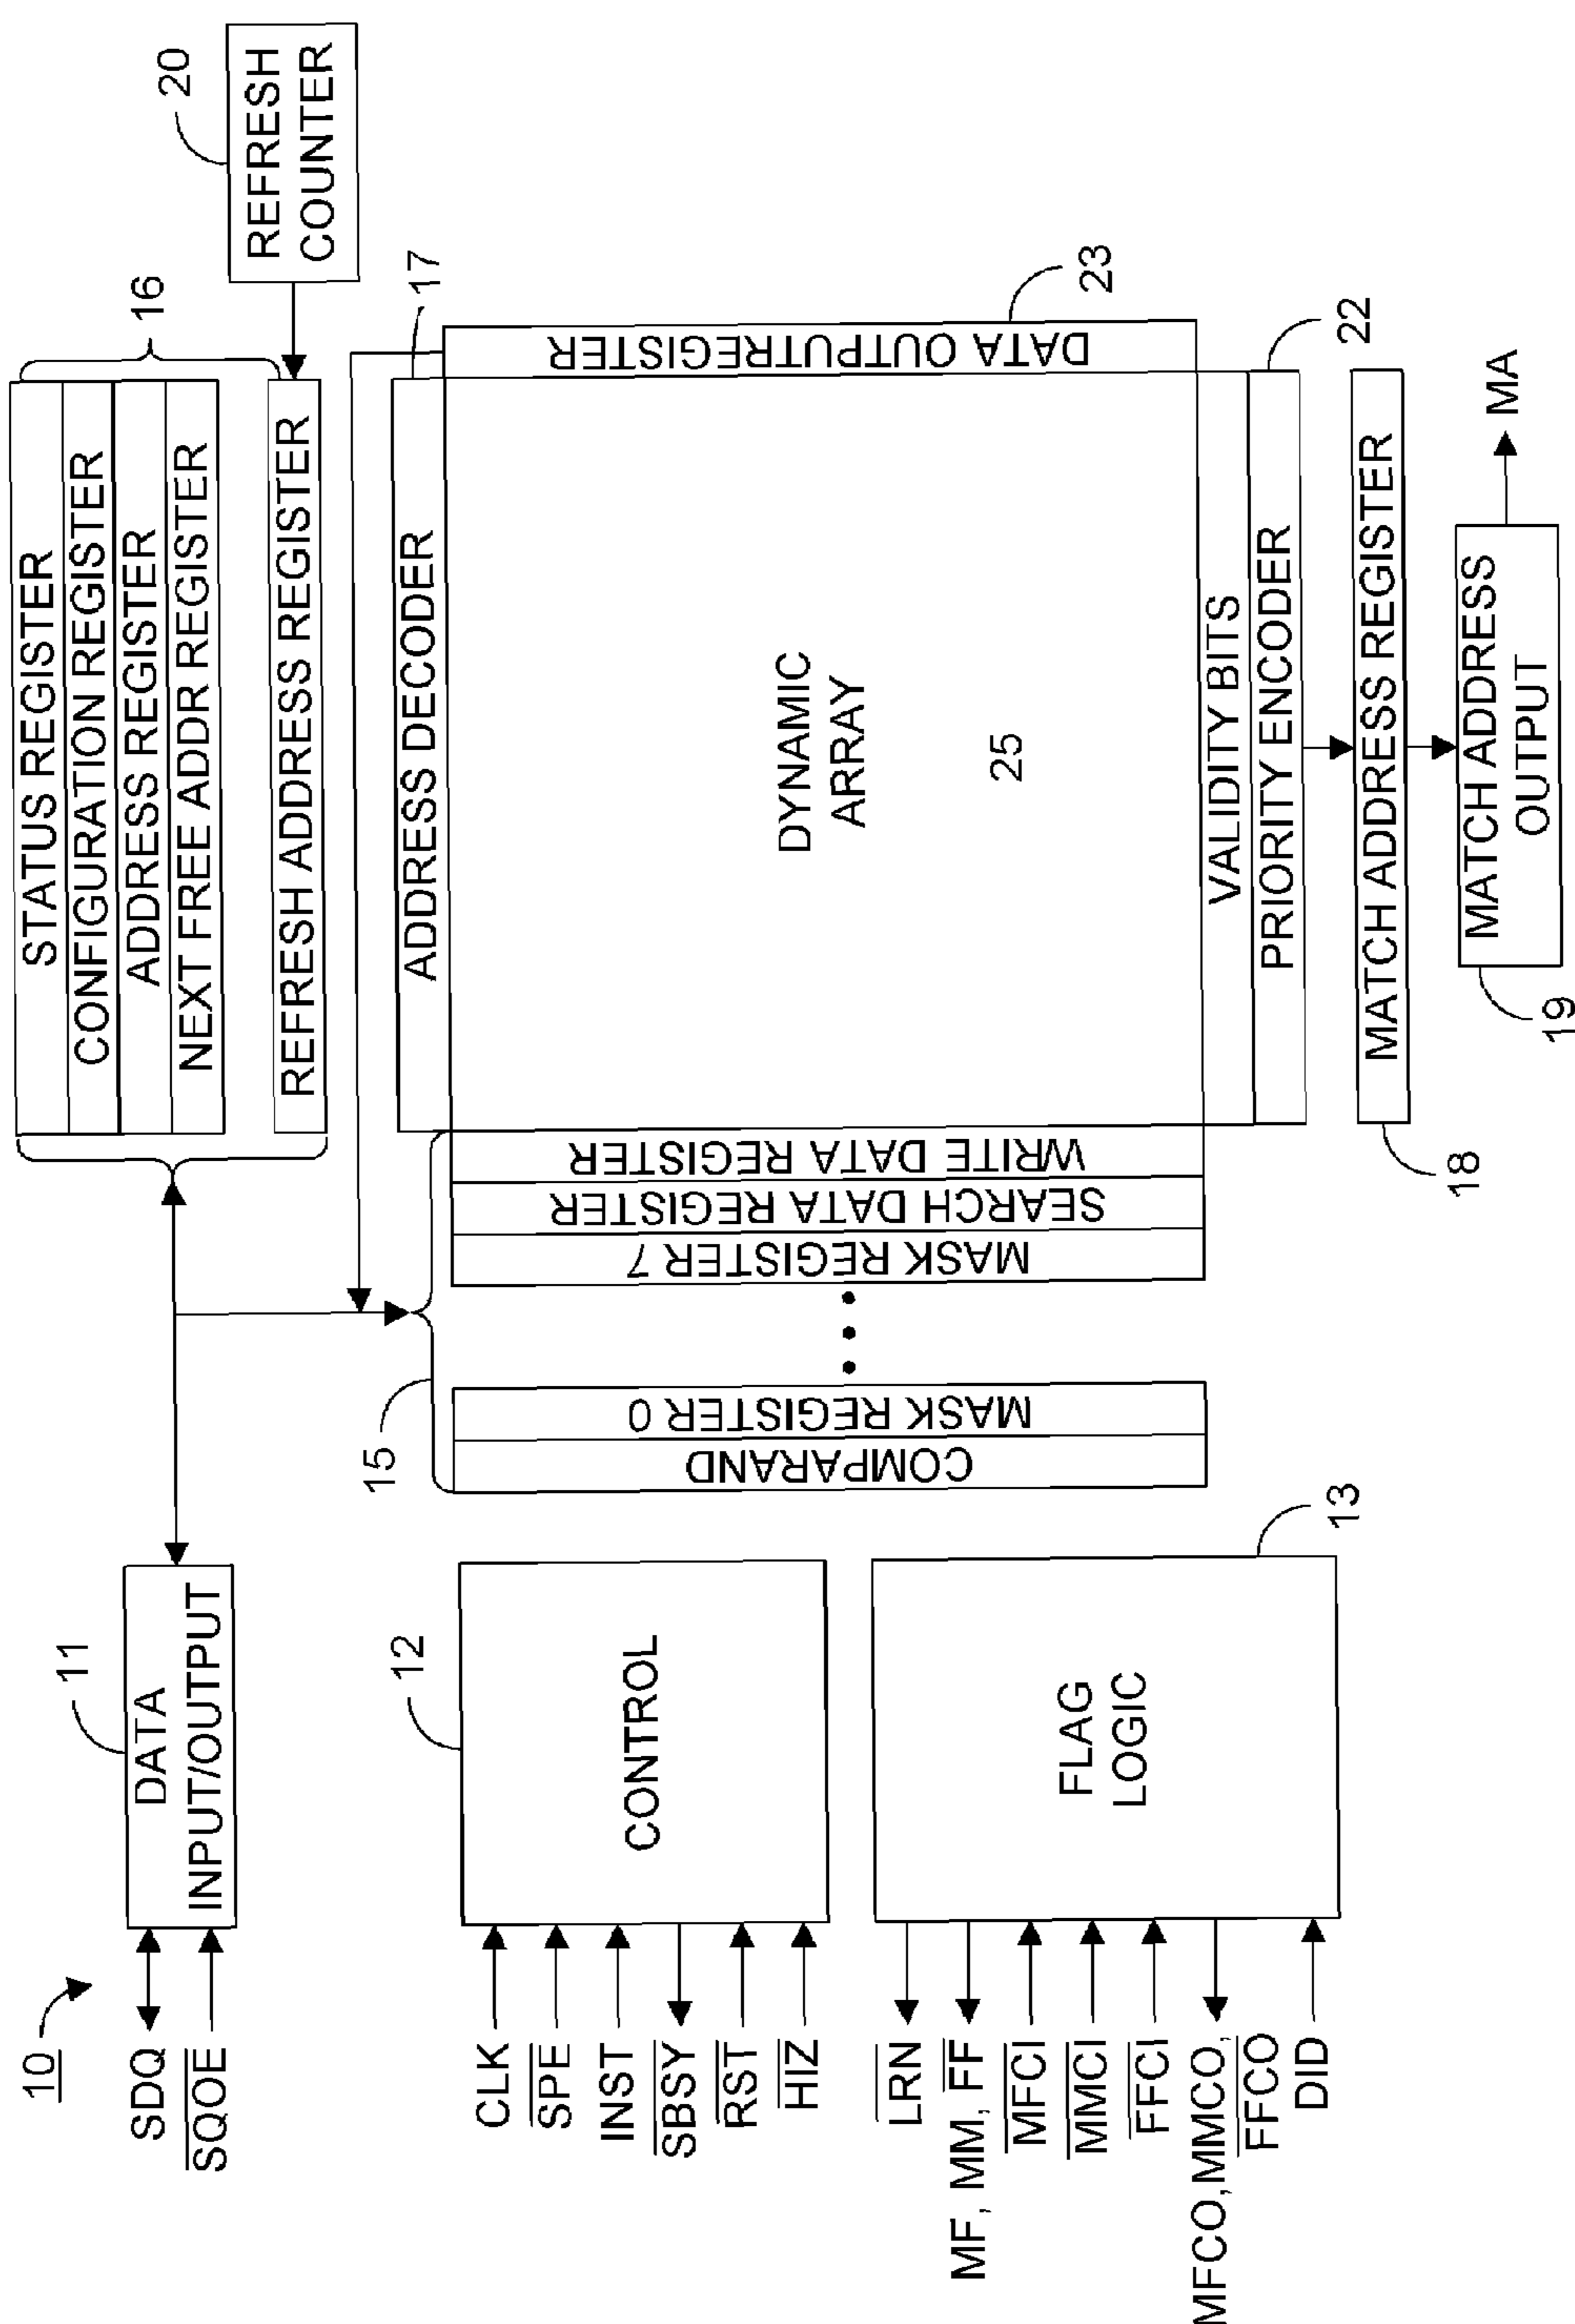 10
SDQ
SQOE
11
DATA
INPUT/OUTPUT
CLK
SPE
INST
SBSY
RST
HIZ
12
CONTROL
LRN
MF, MM, FF
MFCI
MMCI
FFCI
MFCO,MMCO,
FFCO
DID
FLAG
LOGIC
13
15
COMPARAND
MASK REGISTER 0
MASK REGISTER 7
SEARCH DATA REGISTER
WRITE DATA REGISTER
STATUS REGISTER
CONFIGURATION REGISTER
ADDRESS REGISTER
NEXT FREE ADDR REGISTER
REFRESH ADDRESS REGISTER
16
20
REFRESH
COUNTER
17
ADDRESS DECODER
DYNAMIC
ARRAY
25
DATA OUTPUTREGISTER
23
VALIDITY BITS
PRIORITY ENCODER
22
MATCH ADDRESS REGISTER
18
MATCH ADDRESS
OUTPUT
19
MA